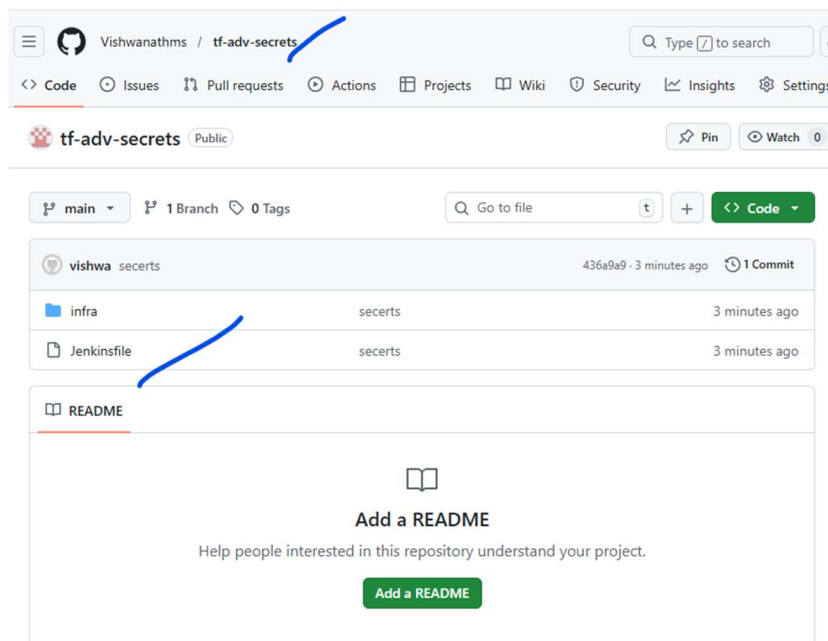 Vishwanathms / tf-adv-secrets
Type / to search
Code Issues Pull requests Actions Projects Wiki Security Insights Settings
tf-adv-secrets Public
Pin Watch 0
main 1 Branch 0 Tags
Go to file t + Code
vishwa secerts 436a9a9 · 3 minutes ago 1 Commit
infra secerts 3 minutes ago
Jenkinsfile secerts 3 minutes ago
README
Add a README
Help people interested in this repository understand your project.
Add a README